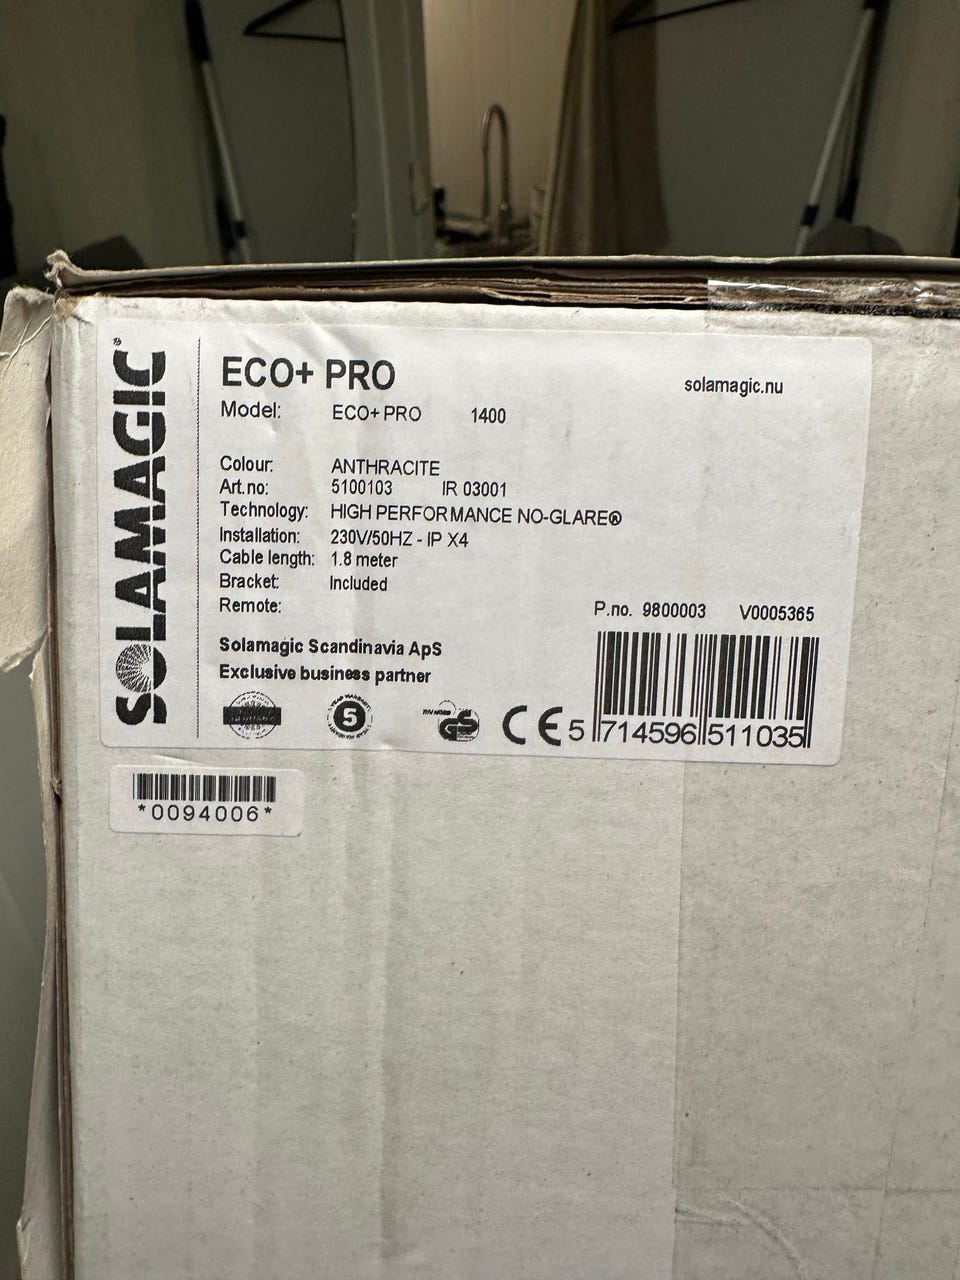 SOLAMAGIC®
ECO+ PRO
solamagic.nu
Model: ECO+ PRO 1400
Colour: ANTHRACITE
Art.no: 5100103 IR 03001
Technology: HIGH PERFORMANCE NO-GLARE®
Installation: 230V/50HZ - IP X4
Cable length: 1.8 meter
Bracket: Included
Remote:
P.no. 9800003 V0005365
Solamagic Scandinavia ApS
Exclusive business partner
5
GS
CE
5 714596 511035
*0094006*